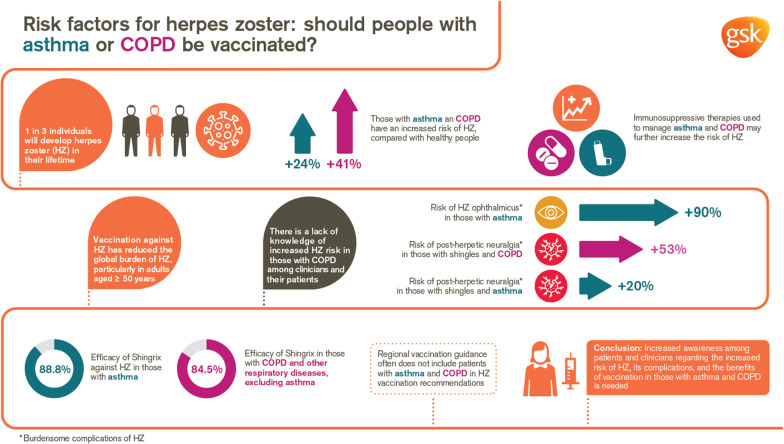 Risk factors for herpes zoster: should people with
asthma or COPD be vaccinated?
gsk
1 in 3 individuals
will develop herpes
zoster (HZ) in
their lifetime
+24%
+41%
Those with asthma an COPD
have an increased risk of HZ,
compared with healthy people
Immunosuppressive therapies used
to manage asthma and COPD may
further increase the risk of HZ
Vaccination against
HZ has reduced the
global burden of HZ,
particularly in adults
aged ≥ 50 years
There is a lack of
knowledge of
increased HZ risk in
those with COPD
among clinicians and
their patients
Risk of HZ ophthalmicus*
in those with asthma
+90%
Risk of post-herpetic neuralgia*
in those with shingles and COPD
+53%
Risk of post-herpetic neuralgia*
in those with shingles and asthma
+20%
88.8%
Efficacy of Shingrix
against HZ in those
with asthma
84.5%
Efficacy of Shingrix in those
with COPD and other
respiratory diseases,
excluding asthma
Regional vaccination guidance
often does not include patients
with asthma and COPD in HZ
vaccination recommendations
Conclusion: Increased awareness among
patients and clinicians regarding the increased
risk of HZ, its complications, and the benefits
of vaccination in those with asthma and COPD
is needed
*Burdensome complications of HZ